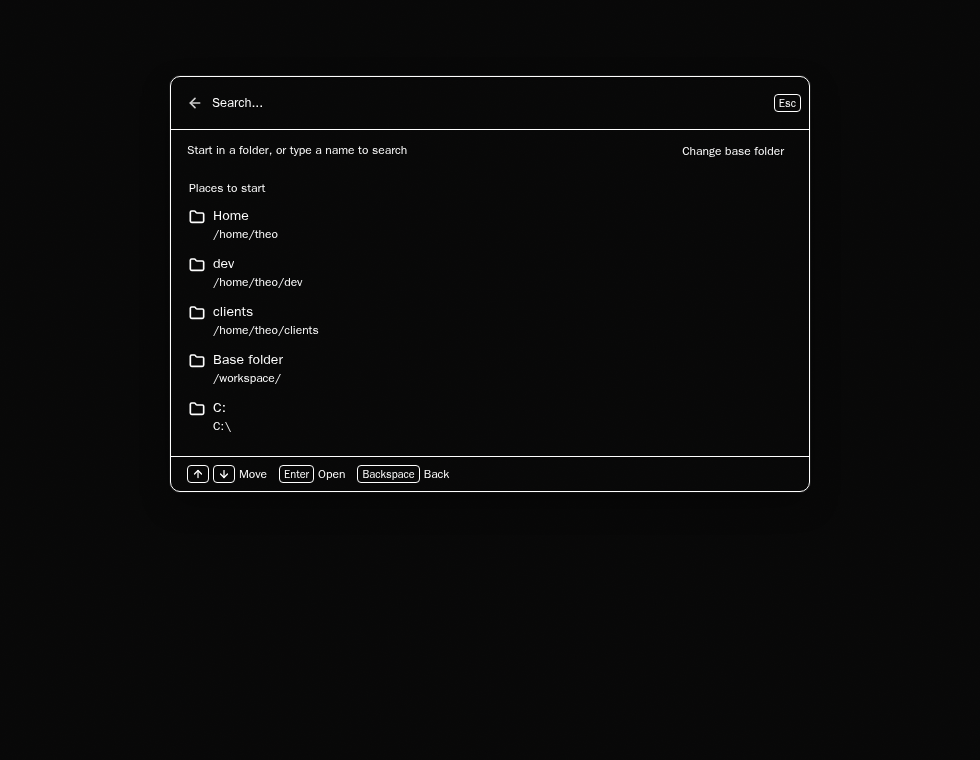 Search...
Esc
Start in a folder, or type a name to search
Change base folder
Places to start
Home
/home/theo
dev
/home/theo/dev
clients
/home/theo/clients
Base folder
/workspace/
C:
C:\
↑ ↓ Move Enter Open Backspace Back